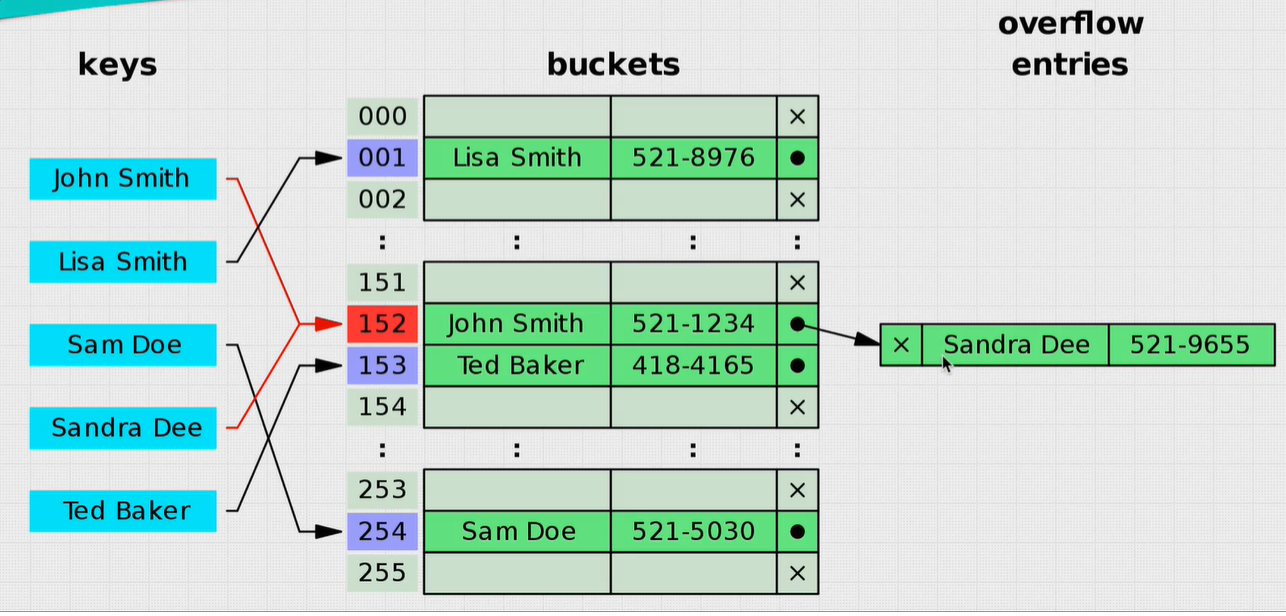 overflow
keys buckets entries
000 ×
John Smith 001 Lisa Smith 521-8976 ●
002 ×
Lisa Smith : : : :
151 ×
Sam Doe 152 John Smith 521-1234 ● × Sandra Dee 521-9655
153 Ted Baker 418-4165 ●
Sandra Dee 154 ×
: : : :
Ted Baker 253 ×
254 Sam Doe 521-5030 ●
255 ×